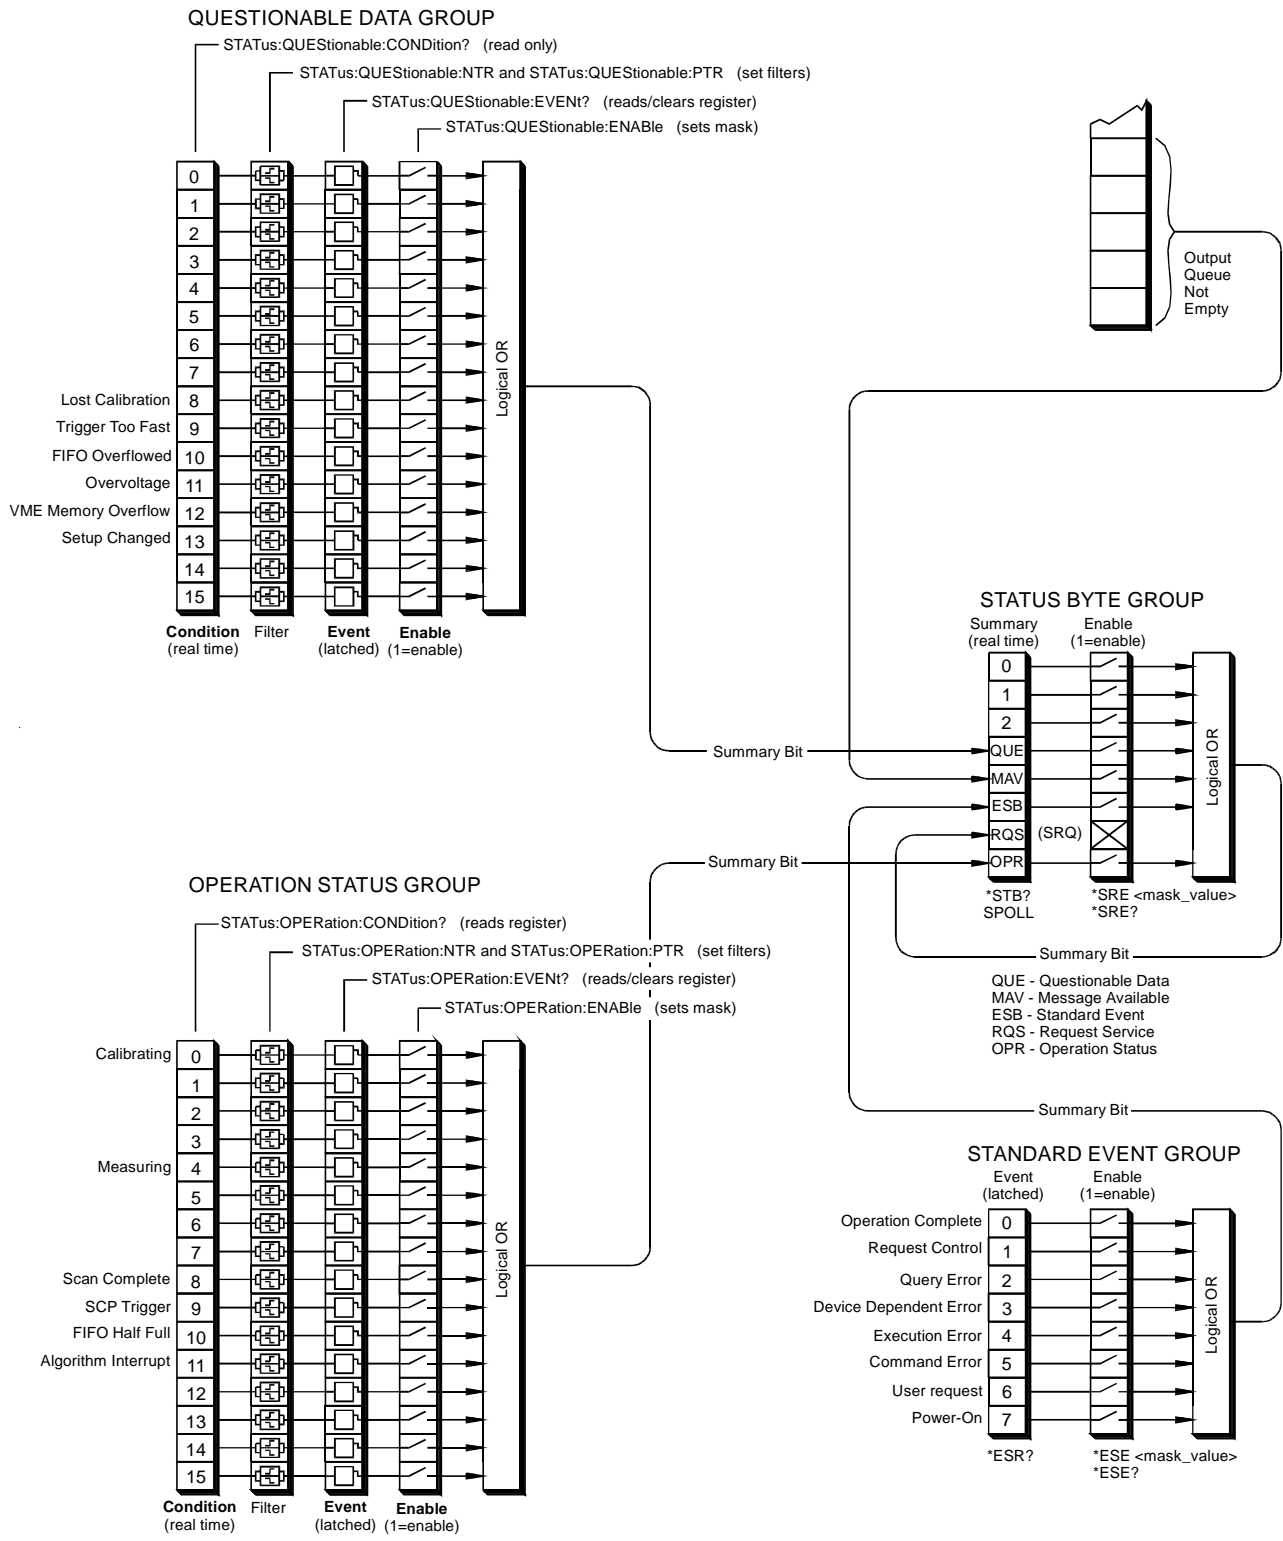 QUESTIONABLE DATA GROUP
STATus:QUEStionable:CONDition? (read only)
STATus:QUEStionable:NTR and STATus:QUEStionable:PTR (set filters)
STATus:QUEStionable:EVENt? (reads/clears register)
STATus:QUEStionable:ENABle (sets mask)
0
1
2
3
4
5
6
7
Lost Calibration 8
Trigger Too Fast 9
FIFO Overflowed 10
Overvoltage 11
VME Memory Overflow 12
Setup Changed 13
14
15
Logical OR
Condition Filter Event Enable
(real time) (latched) (1=enable)
Output
Queue
Not
Empty
Summary Bit
STATUS BYTE GROUP
Summary Enable
(real time) (1=enable)
0
1
2
QUE
MAV
ESB
RQS (SRQ)
OPR
Logical OR
*STB? *SRE <mask_value>
SPOLL *SRE?
Summary Bit
Summary Bit
QUE - Questionable Data
MAV - Message Available
ESB - Standard Event
RQS - Request Service
OPR - Operation Status
OPERATION STATUS GROUP
STATus:OPERation:CONDition? (reads register)
STATus:OPERation:NTR and STATus:OPERation:PTR (set filters)
STATus:OPERation:EVENt? (reads/clears register)
STATus:OPERation:ENABle (sets mask)
Calibrating 0
1
2
3
Measuring 4
5
6
7
Scan Complete 8
SCP Trigger 9
FIFO Half Full 10
Algorithm Interrupt 11
12
13
14
15
Logical OR
Condition Filter Event Enable
(real time) (latched) (1=enable)
Summary Bit
STANDARD EVENT GROUP
Event Enable
(latched) (1=enable)
Operation Complete 0
Request Control 1
Query Error 2
Device Dependent Error 3
Execution Error 4
Command Error 5
User request 6
Power-On 7
Logical OR
*ESR? *ESE <mask_value>
*ESE?